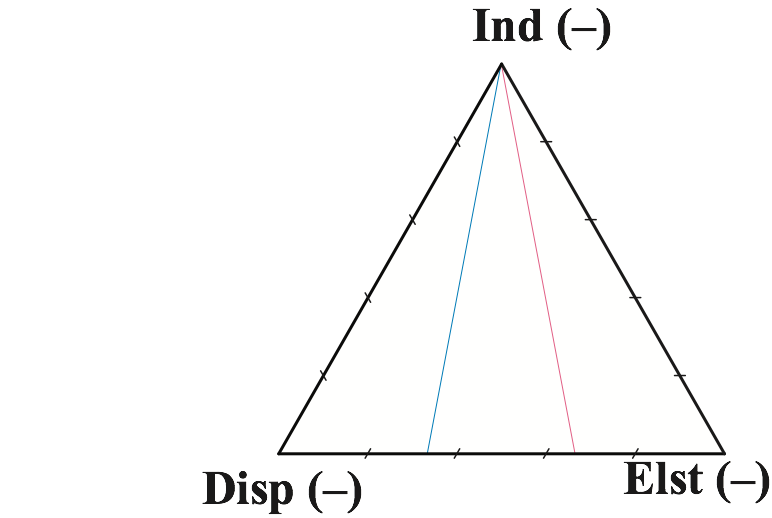 Ind (–)
Disp (–)
Elst (–)